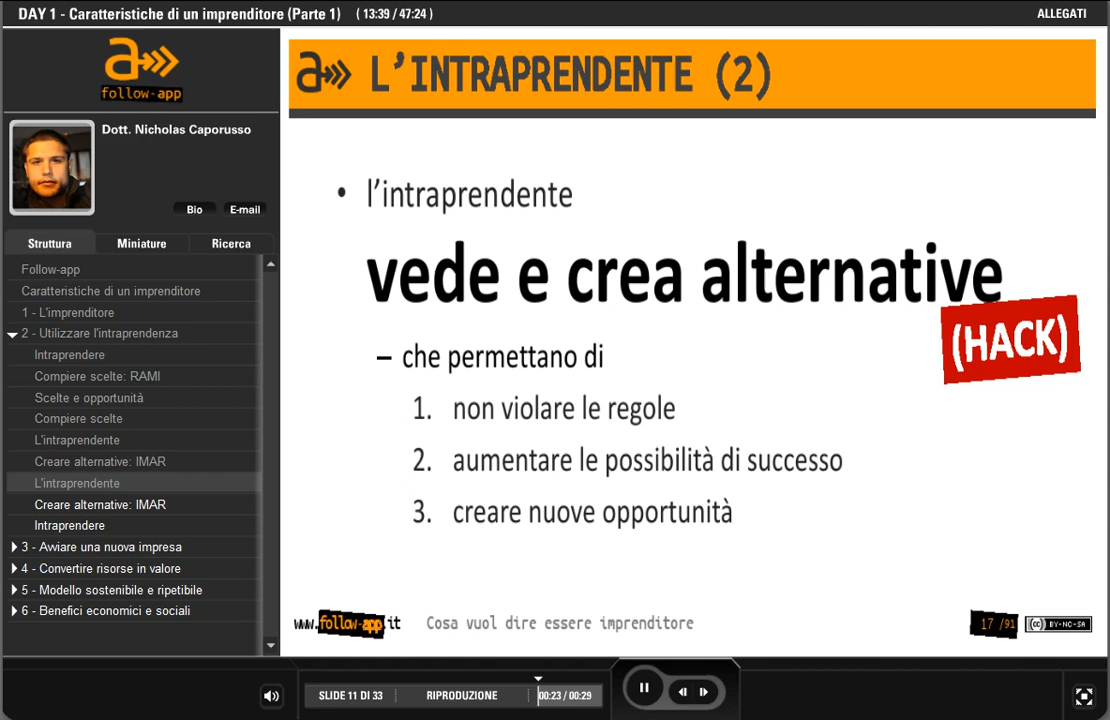 DAY 1 - Caratteristiche di un imprenditore (Parte 1) ( 13:39 / 47:24 )
ALLEGATI
a
follow-app
Dott. Nicholas Caporusso
Bio
E-mail
Struttura
Miniature
Ricerca
Follow-app
Caratteristiche di un imprenditore
1 - L'imprenditore
2 - Utilizzare l'intraprendenza
Intraprendere
Compiere scelte: RAMI
Scelte e opportunità
Compiere scelte
L'intraprendente
Creare alternative: IMAR
L'intraprendente
Creare alternative: IMAR
Intraprendere
3 - Avviare una nuova impresa
4 - Convertire risorse in valore
5 - Modello sostenibile e ripetibile
6 - Benefici economici e sociali
a L'INTRAPRENDENTE (2)
• l'intraprendente
vede e crea alternative
(HACK)
– che permettano di
1. non violare le regole
2. aumentare le possibilità di successo
3. creare nuove opportunità
www.follow-app.it
Cosa vuol dire essere imprenditore
17 /91
(cc) BY-NC-SA
SLIDE 11 DI 33
RIPRODUZIONE
00:23 / 00:29